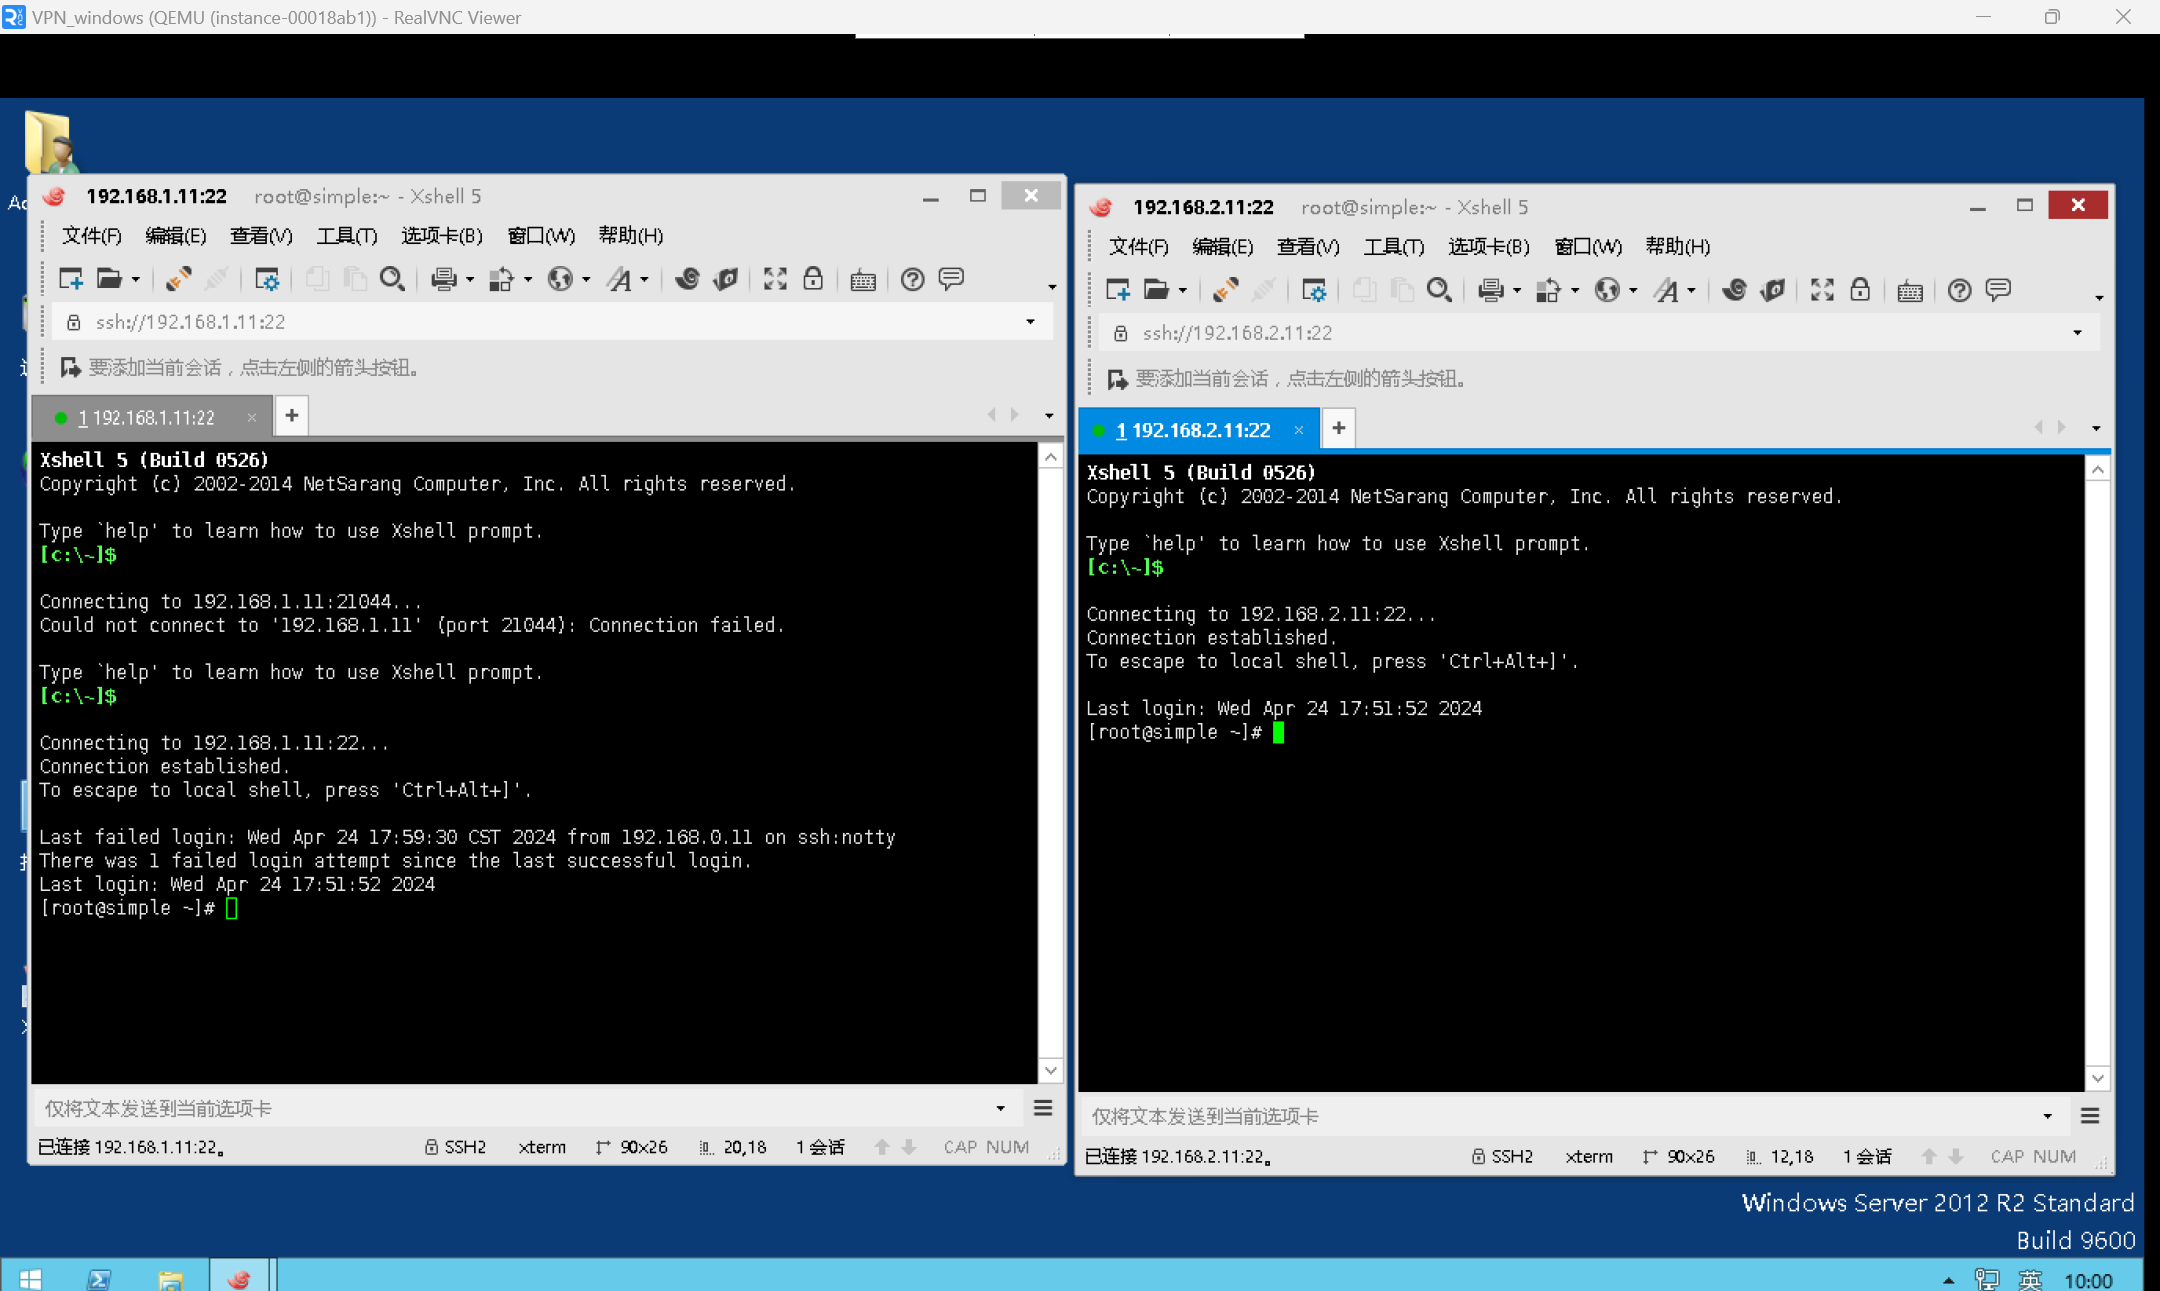 VPN_windows (QEMU (instance-00018ab1)) - RealVNC Viewer
192.168.1.11:22 root@simple:~ - Xshell 5
文件(F) 编辑(E) 查看(V) 工具(T) 选项卡(B) 窗口(W) 帮助(H)
ssh://192.168.1.11:22
要添加当前会话，点击左侧的箭头按钮。
1 192.168.1.11:22
Xshell 5 (Build 0526)
Copyright (c) 2002-2014 NetSarang Computer, Inc. All rights reserved.
Type `help' to learn how to use Xshell prompt.
[c:\~]$
Connecting to 192.168.1.11:21044...
Could not connect to '192.168.1.11' (port 21044): Connection failed.
Type `help' to learn how to use Xshell prompt.
[c:\~]$
Connecting to 192.168.1.11:22...
Connection established.
To escape to local shell, press 'Ctrl+Alt+]'.
Last failed login: Wed Apr 24 17:59:30 CST 2024 from 192.168.0.11 on ssh:notty
There was 1 failed login attempt since the last successful login.
Last login: Wed Apr 24 17:51:52 2024
[root@simple ~]#
仅将文本发送到当前选项卡
已连接 192.168.1.11:22。 SSH2 xterm 90x26 20,18 1 会话 CAP NUM
192.168.2.11:22 root@simple:~ - Xshell 5
文件(F) 编辑(E) 查看(V) 工具(T) 选项卡(B) 窗口(W) 帮助(H)
ssh://192.168.2.11:22
要添加当前会话，点击左侧的箭头按钮。
1 192.168.2.11:22
Xshell 5 (Build 0526)
Copyright (c) 2002-2014 NetSarang Computer, Inc. All rights reserved.
Type `help' to learn how to use Xshell prompt.
[c:\~]$
Connecting to 192.168.2.11:22...
Connection established.
To escape to local shell, press 'Ctrl+Alt+]'.
Last login: Wed Apr 24 17:51:52 2024
[root@simple ~]#
仅将文本发送到当前选项卡
已连接 192.168.2.11:22。 SSH2 xterm 90x26 12,18 1 会话 CAP NUM
Windows Server 2012 R2 Standard
Build 9600
英 10:00